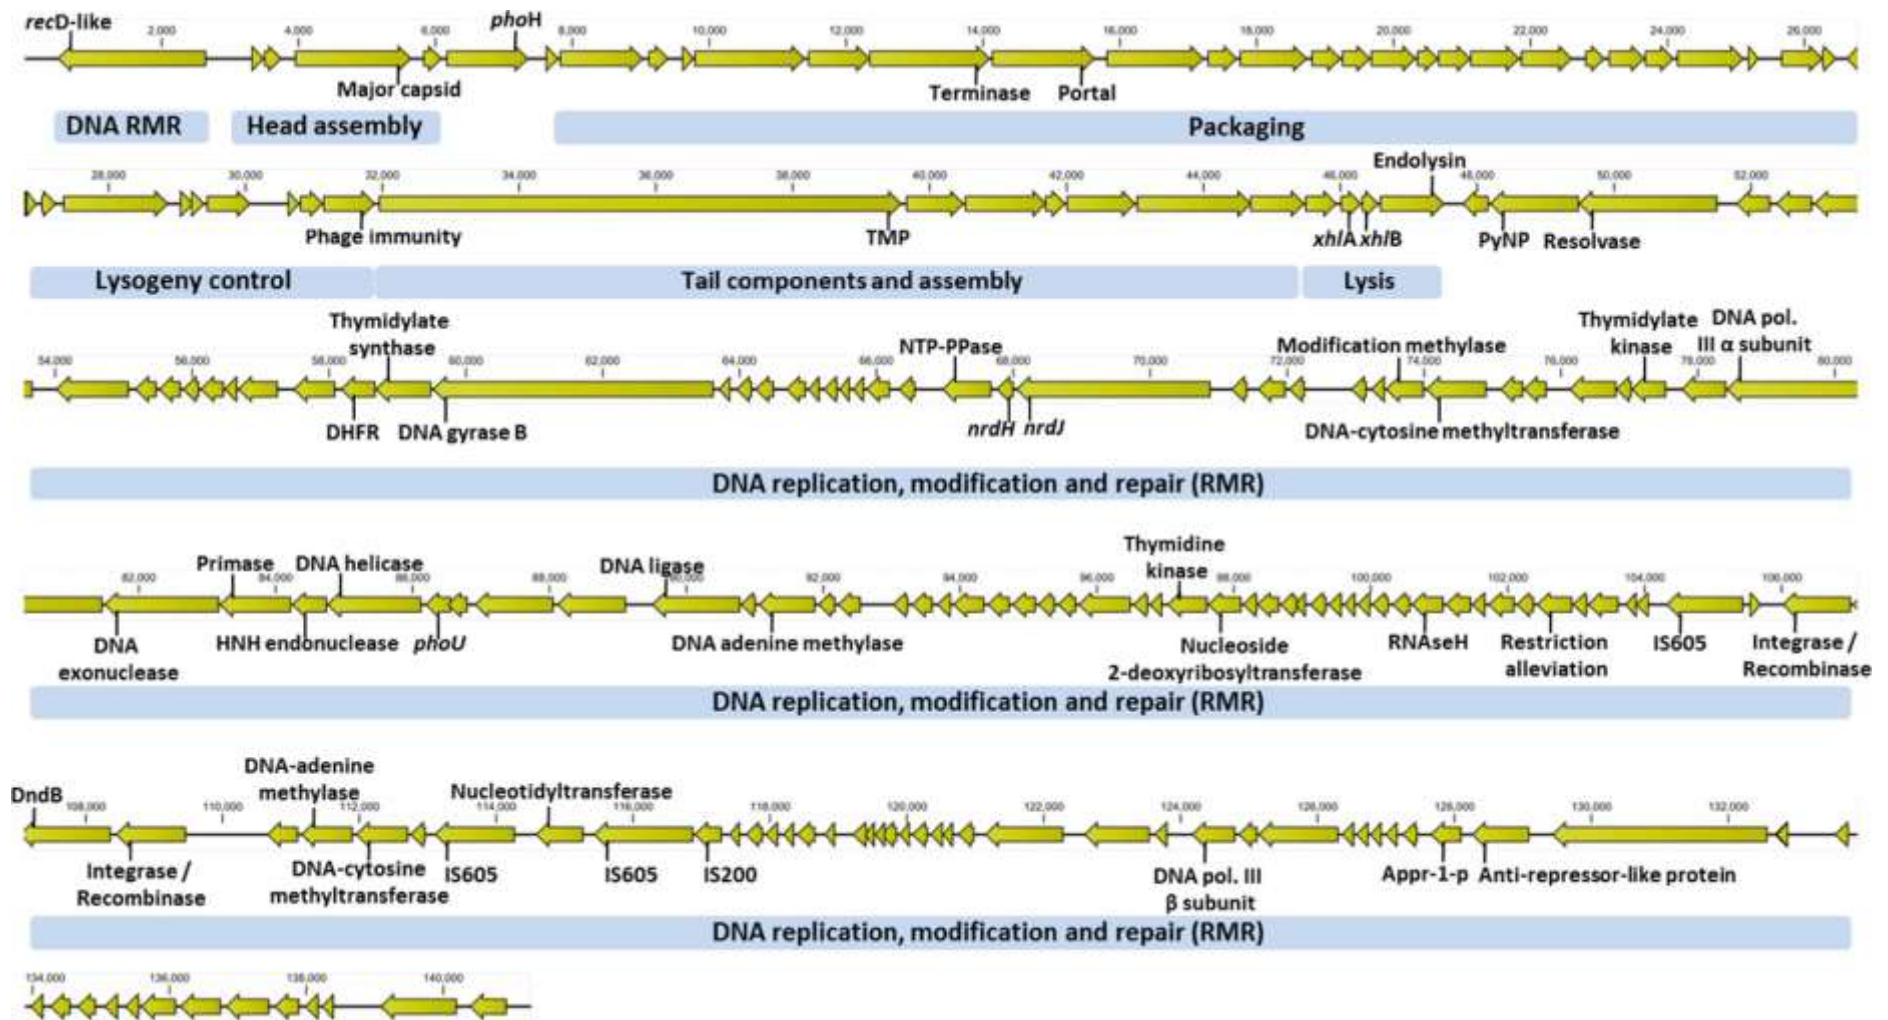 recD-like
phoH
2,000 4,000 6,000 8,000 10,000 12,000 14,000 16,000 18,000 20,000 22,000 24,000 26,000
Major capsid
Terminase
Portal
DNA RMR
Head assembly
Packaging
Endolysin
28,000 30,000 32,000 34,000 36,000 38,000 40,000 42,000 44,000 46,000 48,000 50,000 52,000
Phage immunity
TMP
xhlA xhlB
PyNP
Resolvase
Lysogeny control
Tail components and assembly
Lysis
Thymidylate
synthase
NTP-PPase
Modification methylase
Thymidylate
kinase
DNA pol.
III α subunit
54,000 56,000 58,000 60,000 62,000 64,000 66,000 68,000 70,000 72,000 74,000 76,000 78,000 80,000
DHFR
DNA gyrase B
nrdH nrdJ
DNA-cytosine methyltransferase
DNA replication, modification and repair (RMR)
Primase
DNA helicase
DNA ligase
Thymidine
kinase
82,000 84,000 86,000 88,000 90,000 92,000 94,000 96,000 98,000 100,000 102,000 104,000 106,000
DNA
exonuclease
HNH endonuclease
phoU
DNA adenine methylase
Nucleoside
2-deoxyribosyltransferase
RNAseH
Restriction
alleviation
IS605
Integrase /
Recombinase
DNA replication, modification and repair (RMR)
DndB
DNA-adenine
methylase
Nucleotidyltransferase
108,000 110,000 112,000 114,000 116,000 118,000 120,000 122,000 124,000 126,000 128,000 130,000 132,000
Integrase /
Recombinase
DNA-cytosine
methyltransferase
IS605
IS605
IS200
DNA pol. III
β subunit
Appr-1-p
Anti-repressor-like protein
DNA replication, modification and repair (RMR)
134,000 136,000 138,000 140,000